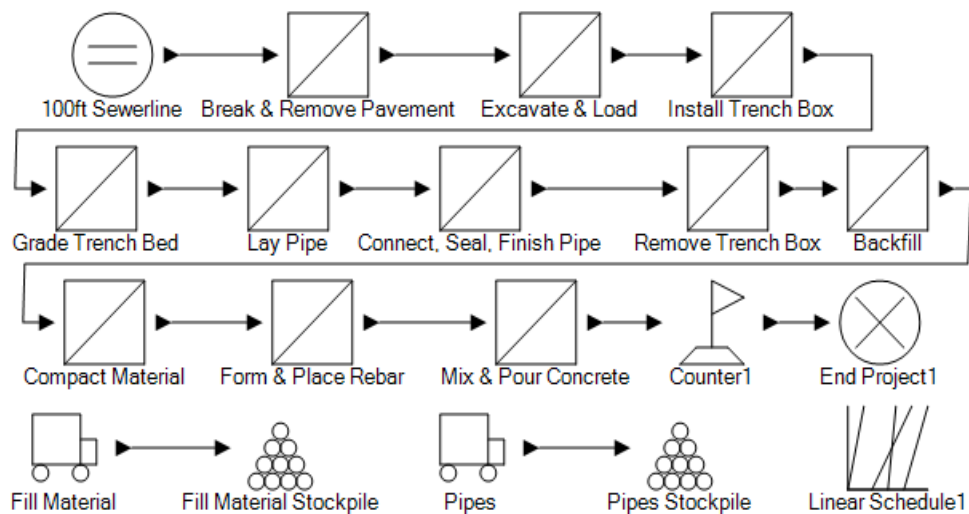 100ft Sewerline Break & Remove Pavement Excavate & Load Install Trench Box
Grade Trench Bed Lay Pipe Connect, Seal, Finish Pipe Remove Trench Box Backfill
Compact Material Form & Place Rebar Mix & Pour Concrete Counter1 End Project1
Fill Material Fill Material Stockpile Pipes Pipes Stockpile Linear Schedule1